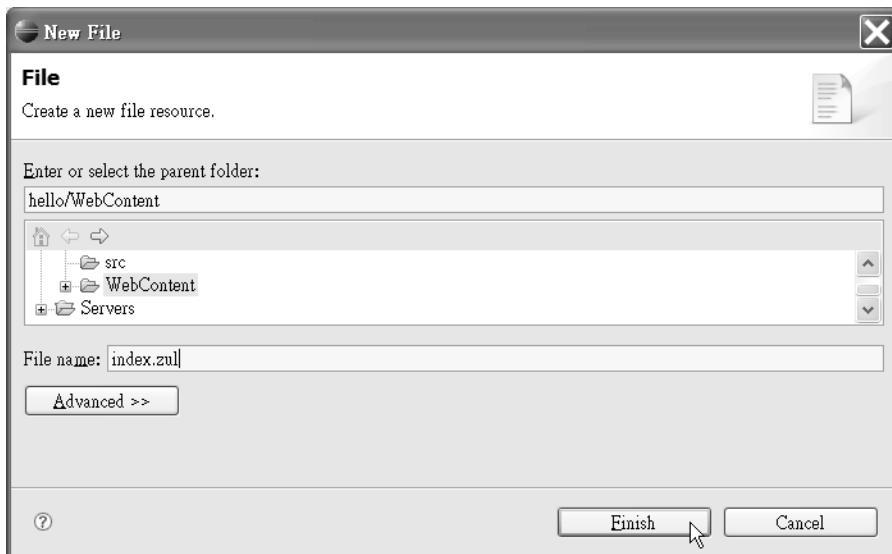 New File
File
Create a new file resource.
Enter or select the parent folder:
hello/WebContent
src
WebContent
Servers
File name: index.zul
Advanced >>
Finish Cancel